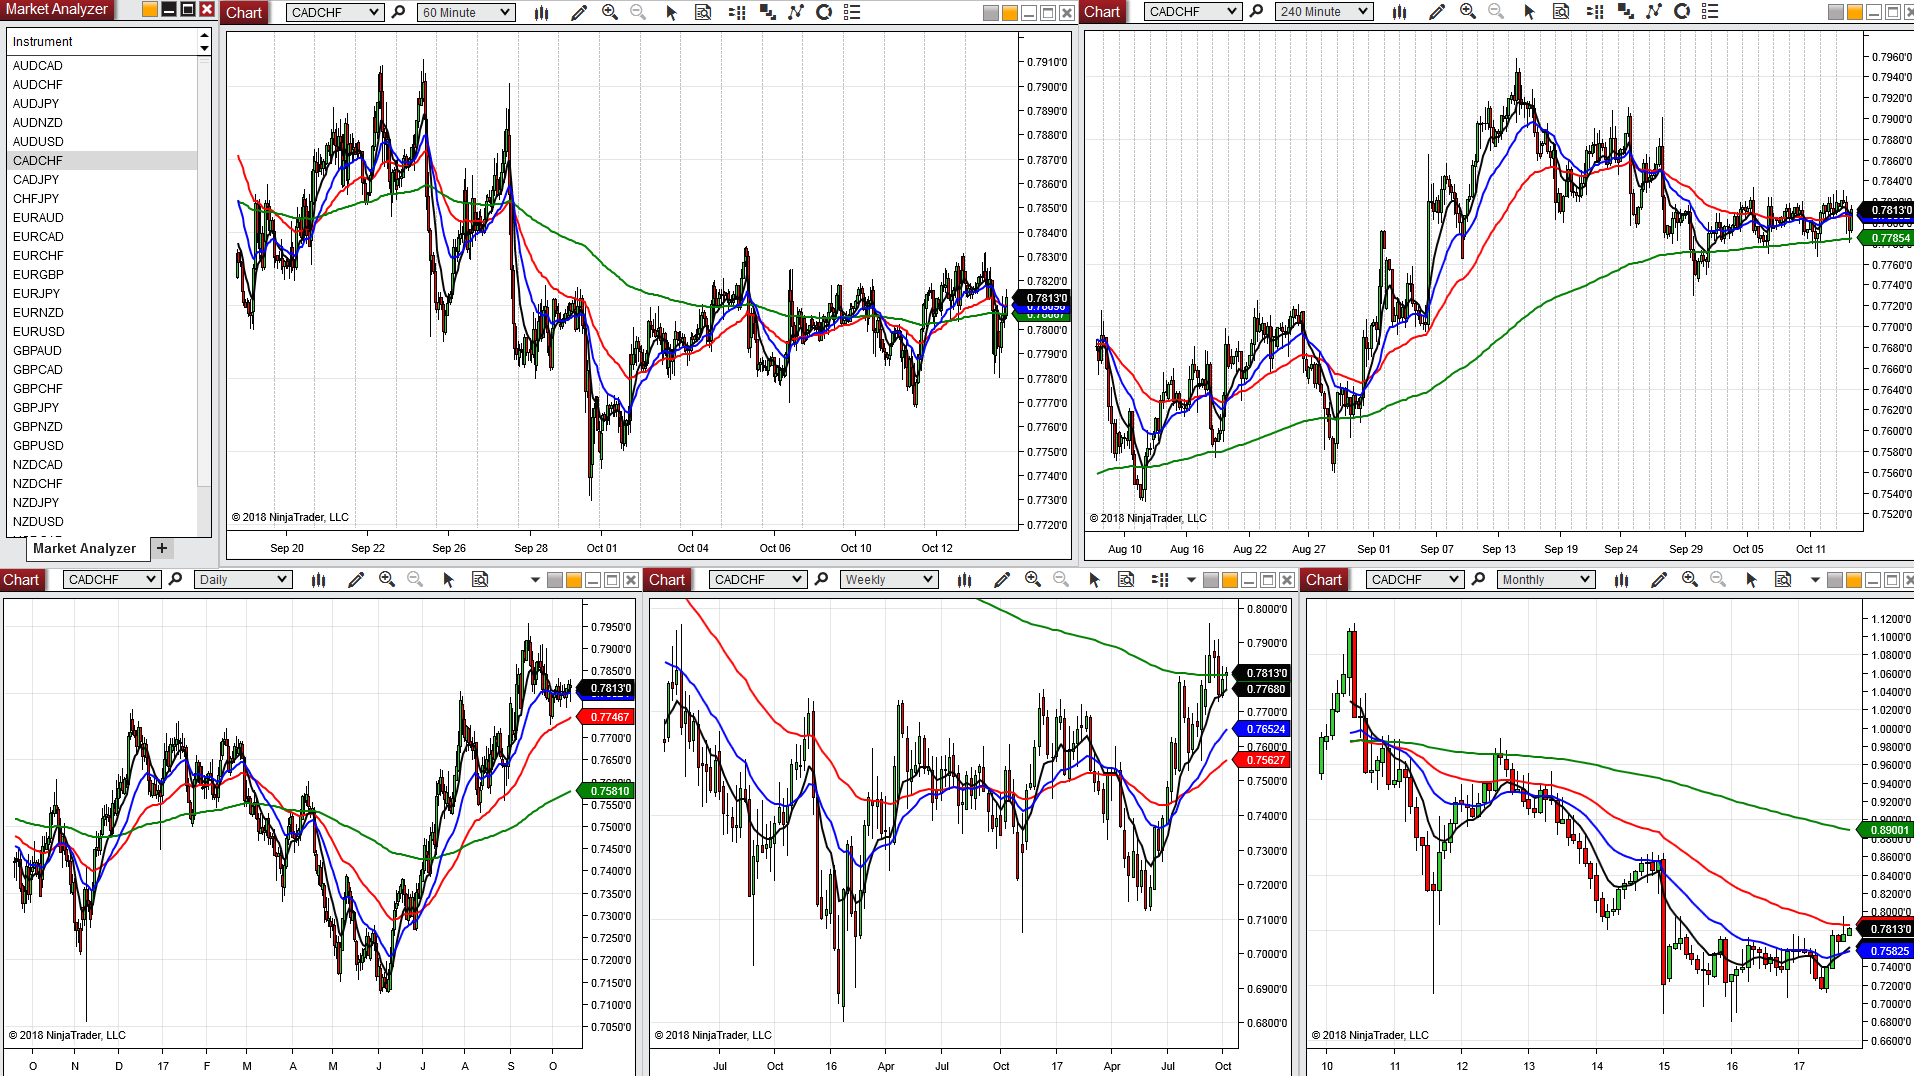 Market Analyzer
Instrument
AUDCAD
AUDCHF
AUDJPY
AUDNZD
AUDUSD
CADCHF
CADJPY
CHFJPY
EURAUD
EURCAD
EURCHF
EURGBP
EURJPY
EURNZD
EURUSD
GBPAUD
GBPCAD
GBPCHF
GBPJPY
GBPNZD
GBPUSD
NZDCAD
NZDCHF
NZDJPY
NZDUSD
Market Analyzer +
Chart CADCHF 60 Minute
0.7910'0
0.7900'0
0.7890'0
0.7880'0
0.7870'0
0.7860'0
0.7850'0
0.7840'0
0.7830'0
0.7820'0
0.7813'0
0.7800'0
0.7790'0
0.7780'0
0.7770'0
0.7760'0
0.7750'0
0.7740'0
0.7730'0
0.7720'0
© 2018 NinjaTrader, LLC
Sep 20 Sep 22 Sep 26 Sep 28 Oct 01 Oct 04 Oct 06 Oct 10 Oct 12
Chart CADCHF 240 Minute
0.7960'0
0.7940'0
0.7920'0
0.7900'0
0.7880'0
0.7860'0
0.7840'0
0.7813'0
0.77854
0.7760'0
0.7740'0
0.7720'0
0.7700'0
0.7680'0
0.7660'0
0.7640'0
0.7620'0
0.7600'0
0.7580'0
0.7560'0
0.7540'0
0.7520'0
© 2018 NinjaTrader, LLC
Aug 10 Aug 16 Aug 22 Aug 27 Sep 01 Sep 07 Sep 13 Sep 19 Sep 24 Sep 29 Oct 05 Oct 11
Chart CADCHF Daily
0.7950'0
0.7900'0
0.7850'0
0.7813'0
0.77467
0.7700'0
0.7650'0
0.75810
0.7550'0
0.7500'0
0.7450'0
0.7400'0
0.7350'0
0.7300'0
0.7250'0
0.7200'0
0.7150'0
0.7100'0
0.7050'0
© 2018 NinjaTrader, LLC
O N D 17 F M A M J J A S O
Chart CADCHF Weekly
0.8000'0
0.7900'0
0.7813'0
0.77680
0.7700'0
0.76524
0.7600'0
0.75627
0.7500'0
0.7400'0
0.7300'0
0.7200'0
0.7100'0
0.7000'0
0.6900'0
0.6800'0
© 2018 NinjaTrader, LLC
Jul Oct 16 Apr Jul Oct 17 Apr Jul Oct
Chart CADCHF Monthly
1.1200'0
1.1000'0
1.0800'0
1.0600'0
1.0400'0
1.0200'0
1.0000'0
0.9800'0
0.9600'0
0.9400'0
0.9200'0
0.9000'0
0.89001
0.8600'0
0.8400'0
0.8200'0
0.8000'0
0.7813'0
0.75825
0.7400'0
0.7200'0
0.7000'0
0.6800'0
0.6600'0
© 2018 NinjaTrader, LLC
10 11 12 13 14 15 16 17